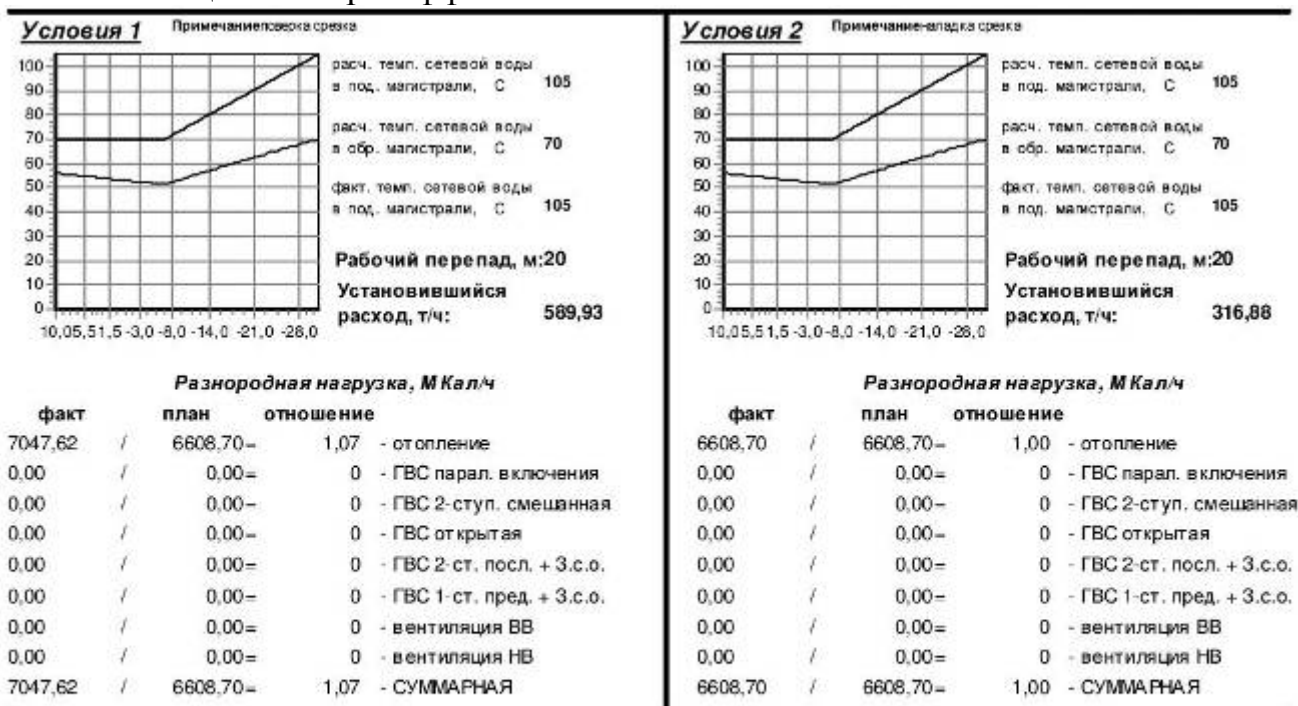 Условия 1 Примечание поверка срезка
100
90
80
70
60
50
40
30
20
10
0
10,0 5,5 1,5 -3,0 -8,0 -14,0 -21,0 -28,0
расч. темп. сетевой воды
в под. магистрали, С 105
расч. темп. сетевой воды
в обр. магистрали, С 70
факт. темп. сетевой воды
в под. магистрали, С 105
Рабочий перепад, м:20
Установившийся
расход, т/ч: 589,93
Разнородная нагрузка, МКал/ч
факт план отношение
7047,62 / 6608,70= 1,07 - отопление
0,00 / 0,00= 0 - ГВС парал. включения
0,00 / 0,00= 0 - ГВС 2-ступ. смешанная
0,00 / 0,00= 0 - ГВС открытая
0,00 / 0,00= 0 - ГВС 2-ст. посл. + З.с.о.
0,00 / 0,00= 0 - ГВС 1-ст. пред. + З.с.о.
0,00 / 0,00= 0 - вентиляция ВВ
0,00 / 0,00= 0 - вентиляция НВ
7047,62 / 6608,70= 1,07 - СУММАРНАЯ
Условия 2 Примечание наладка срезка
100
90
80
70
60
50
40
30
20
10
0
10,0 5,5 1,5 -3,0 -8,0 -14,0 -21,0 -28,0
расч. темп. сетевой воды
в под. магистрали, С 105
расч. темп. сетевой воды
в обр. магистрали, С 70
факт. темп. сетевой воды
в под. магистрали, С 105
Рабочий перепад, м:20
Установившийся
расход, т/ч: 316,88
Разнородная нагрузка, МКал/ч
факт план отношение
6608,70 / 6608,70= 1,00 - отопление
0,00 / 0,00= 0 - ГВС парал. включения
0,00 / 0,00= 0 - ГВС 2-ступ. смешанная
0,00 / 0,00= 0 - ГВС открытая
0,00 / 0,00= 0 - ГВС 2-ст. посл. + З.с.о.
0,00 / 0,00= 0 - ГВС 1-ст. пред. + З.с.о.
0,00 / 0,00= 0 - вентиляция ВВ
0,00 / 0,00= 0 - вентиляция НВ
6608,70 / 6608,70= 1,00 - СУММАРНАЯ